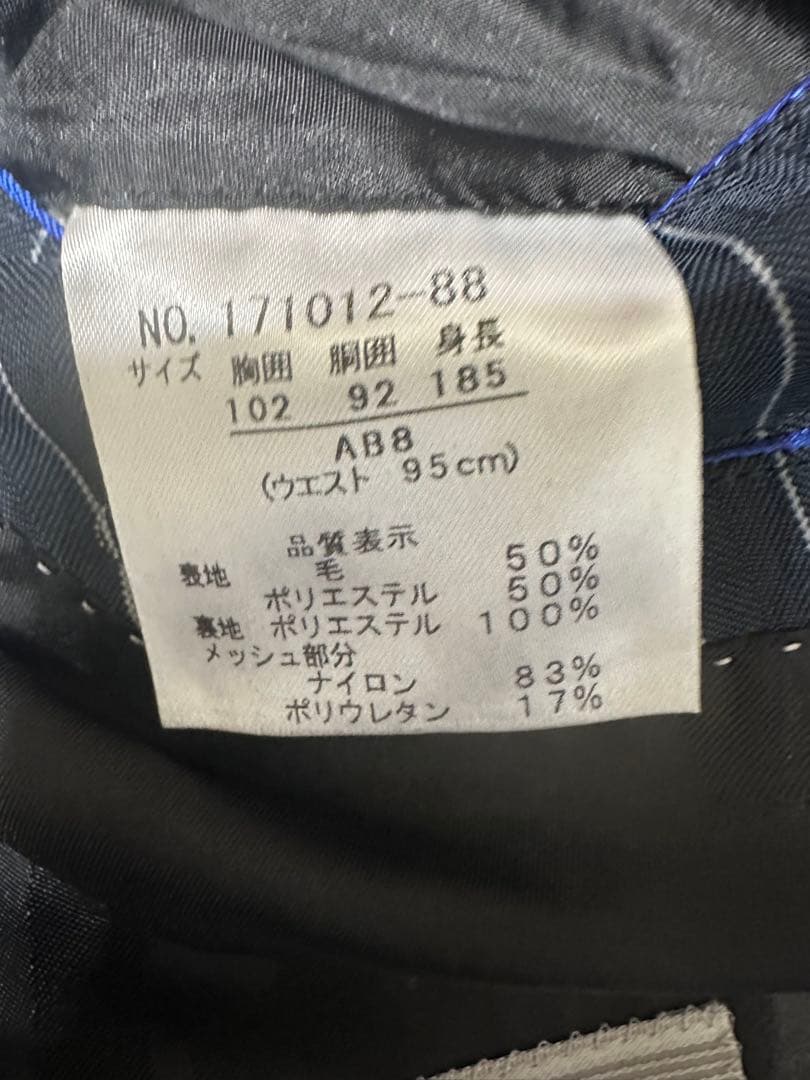 NO. 171012-88
サイズ 胸囲 胴囲 身長
102 92 185
AB8
(ウエスト 95cm)
品質表示
表地 毛 50%
ポリエステル 50%
裏地 ポリエステル 100%
メッシュ部分
ナイロン 83%
ポリウレタン 17%